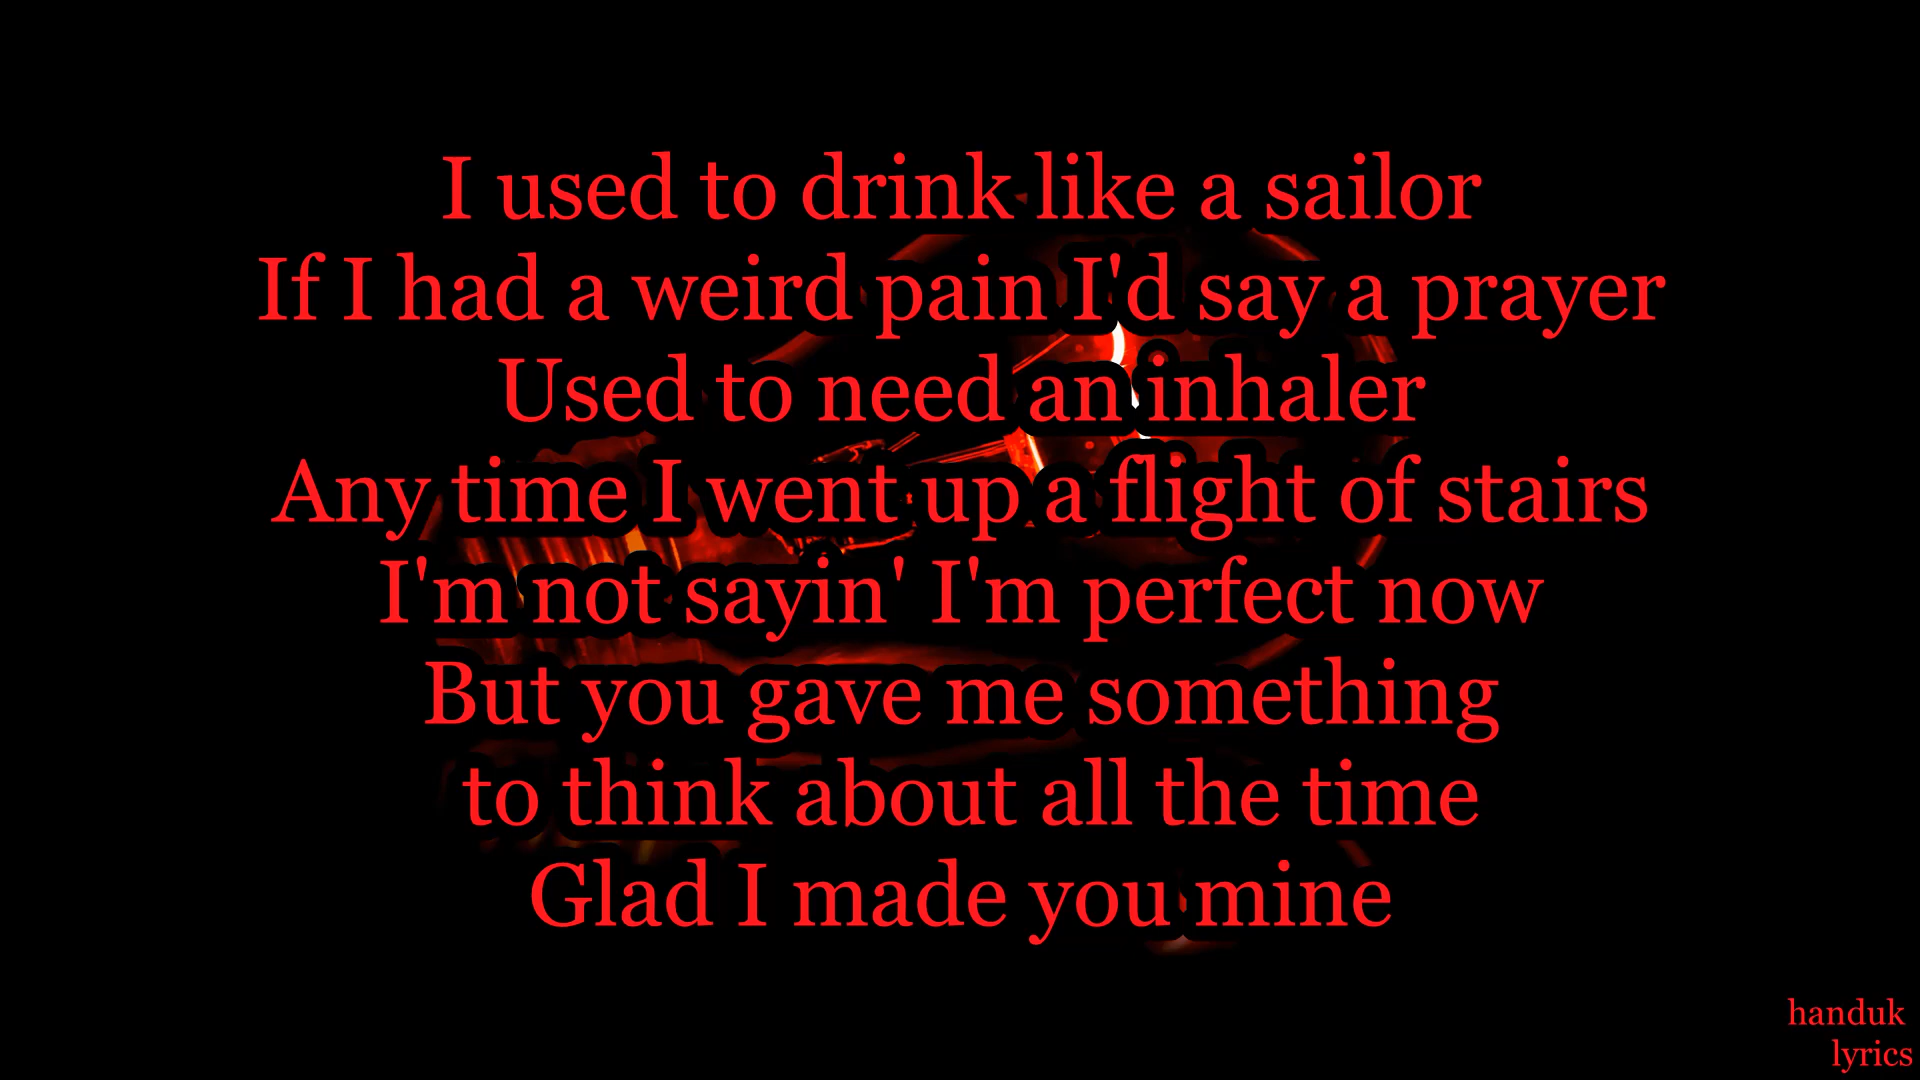 I used to drink like a sailor
If I had a weird pain I'd say a prayer
Used to need an inhaler
Any time I went up a flight of stairs
I'm not sayin' I'm perfect now
But you gave me something
to think about all the time
Glad I made you mine
handuk
lyrics